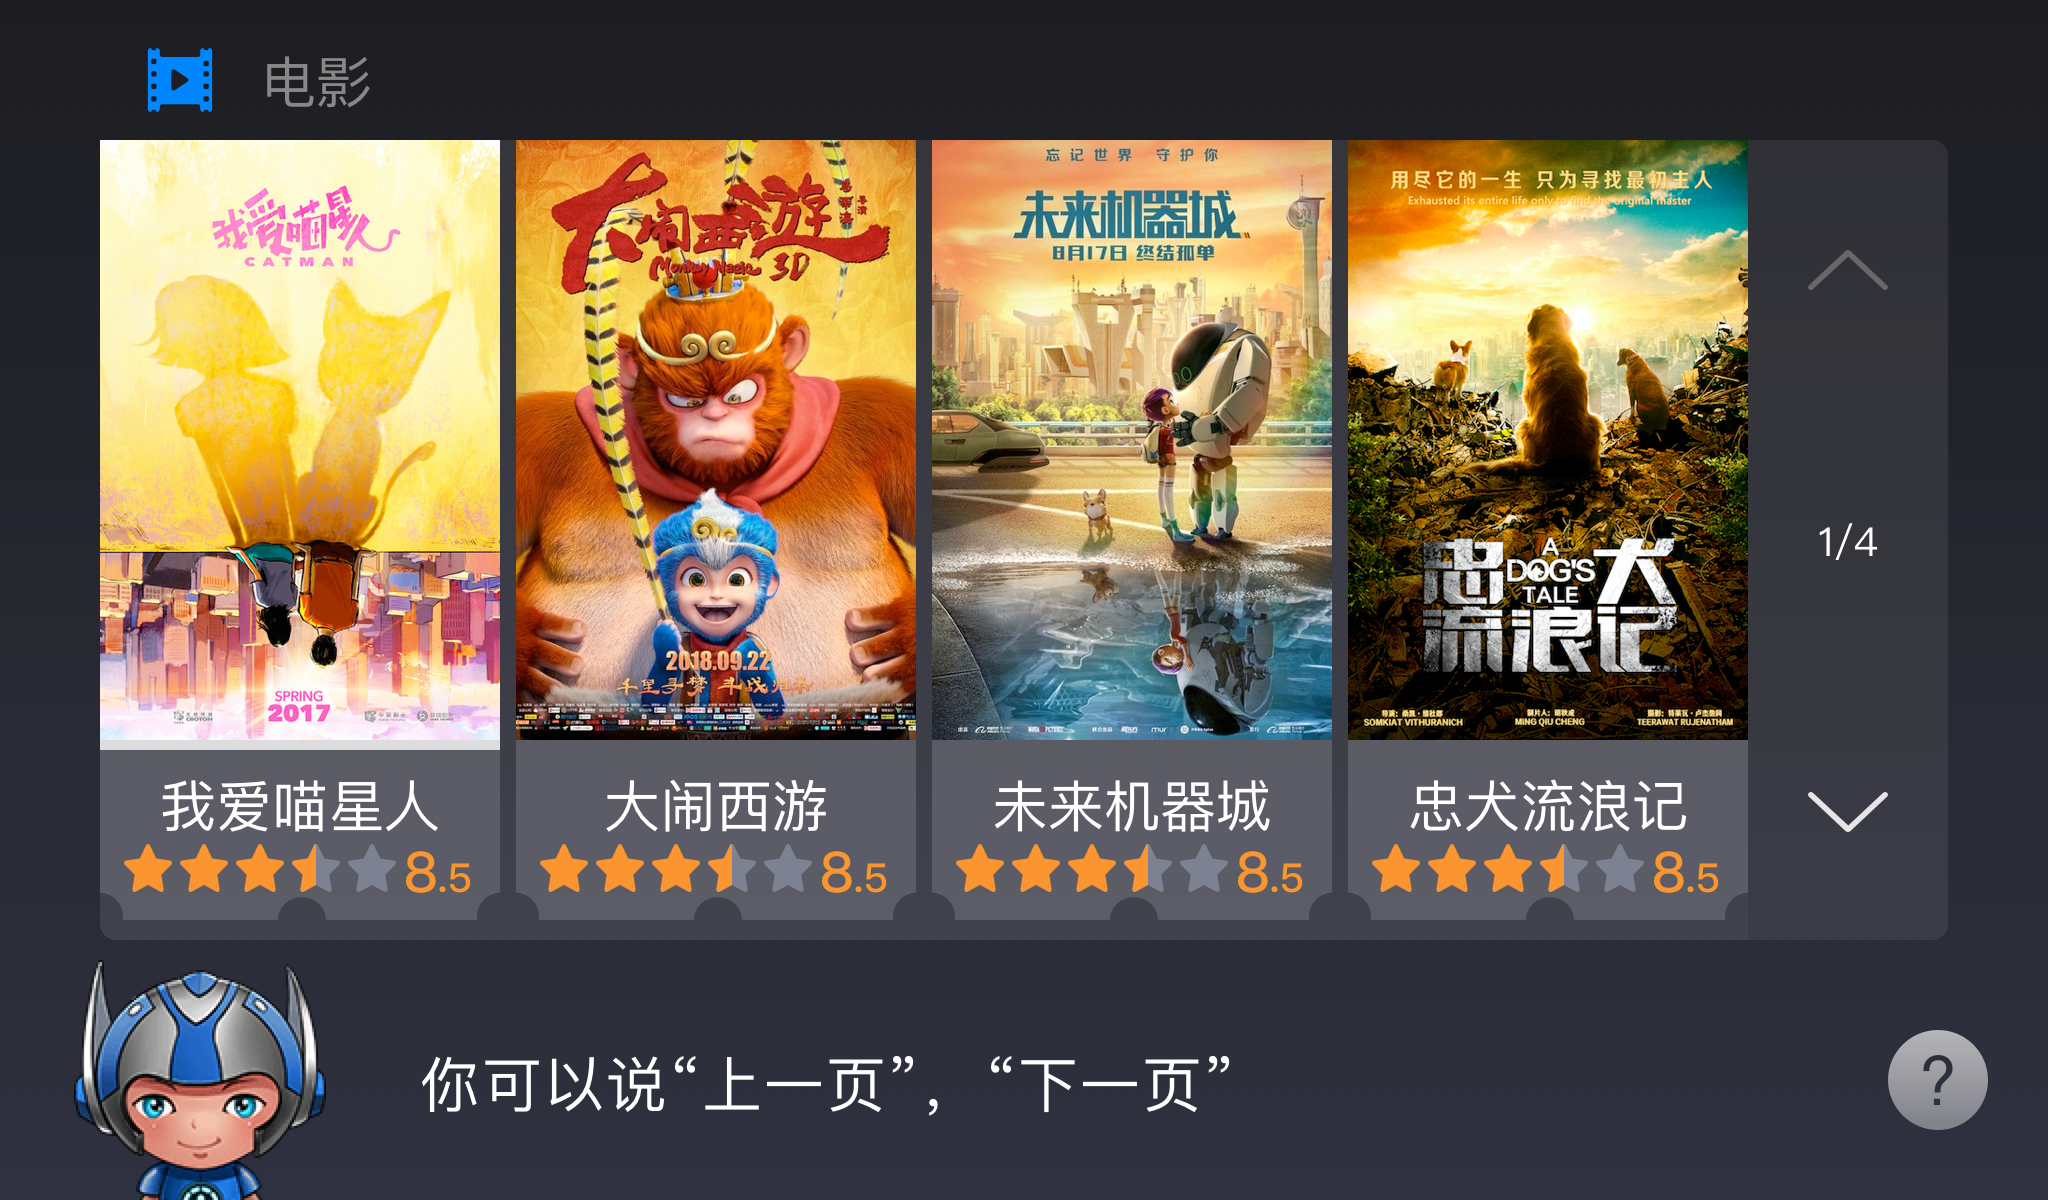 电影
我爱喵星人
CATMAN
SPRING
2017
大闹西游
Monkey Magic 3D
2018.09.22
千里寻梦 斗战归来
忘记世界 守护你
未来机器城
8月17日 终结孤单
用尽它的一生 只为寻找最初主人
Exhausted its entire life only to find the original master
忠犬流浪记
A DOG'S TALE
SOMKIAT VITHURANICH
MING QIU CHENG
TEERAWAT RUJENATHAM
1/4
我爱喵星人
8.5
大闹西游
8.5
未来机器城
8.5
忠犬流浪记
8.5
你可以说“上一页”，“下一页”
?